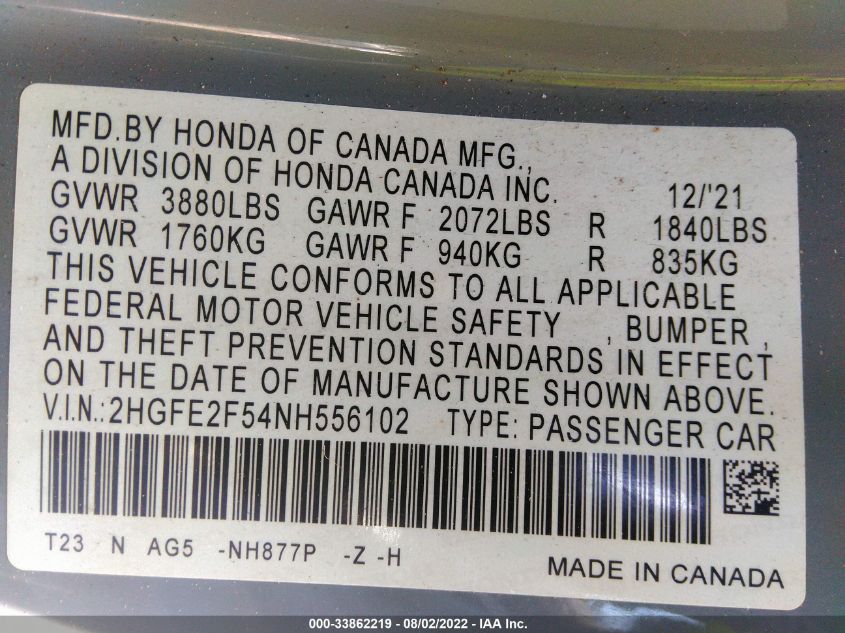 MFD.BY HONDA OF CANADA MFG.,
A DIVISION OF HONDA CANADA INC. 12/'21
GVWR 3880LBS GAWR F 2072LBS R 1840LBS
GVWR 1760KG GAWR F 940KG R 835KG
THIS VEHICLE CONFORMS TO ALL APPLICABLE
FEDERAL MOTOR VEHICLE SAFETY , BUMPER ,
AND THEFT PREVENTION STANDARDS IN EFFECT
ON THE DATE OF MANUFACTURE SHOWN ABOVE.
V.I.N.:2HGFE2F54NH556102 TYPE: PASSENGER CAR
T23 N AG5 -NH877P -Z -H
MADE IN CANADA
000-33862219 - 08/02/2022 - IAA Inc.